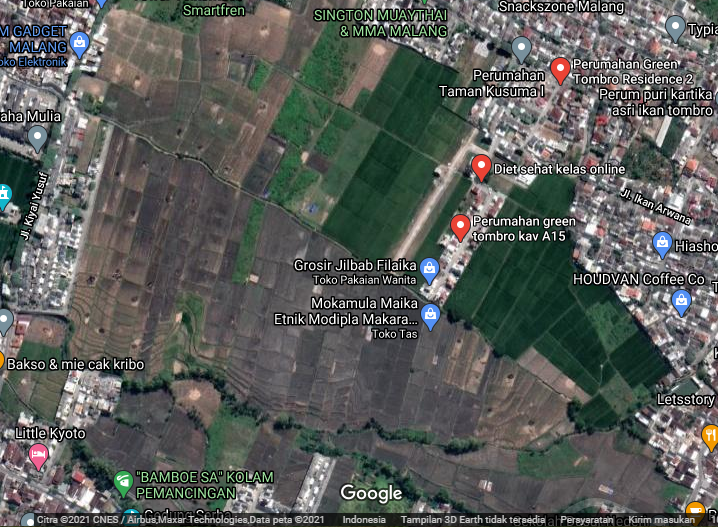 Toko Pakaian
Smartfren
SINGTON MUAYTHAI
& MMA MALANG
Snackszone Malang
M GADGET
MALANG
oko Elektronik
Typia
Perumahan
Taman Kusuma I
Perumahan Green
Tombro Residence 2
Perum puri kartika
asri ikan tombro
aha Mulia
Diet sehat kelas online
Jl. Kiyai Yusuf
Jl. Ikan Arwana
Perumahan green
tombro kav A15
Hiasho
Grosir Jilbab Filaika
Toko Pakaian Wanita
HOUDVAN Coffee Co
Mokamula Maika
Etnik Modipla Makara...
Toko Tas
Bakso & mie cak kribo
Letsstory
Little Kyoto
"BAMBOE SA" KOLAM
PEMANCINGAN
Google
Citra ©2021 CNES / Airbus,Maxar Technologies,Data peta ©2021 Indonesia Tampilan 3D Earth tidak tersedia Persyaratan Kirim masukan